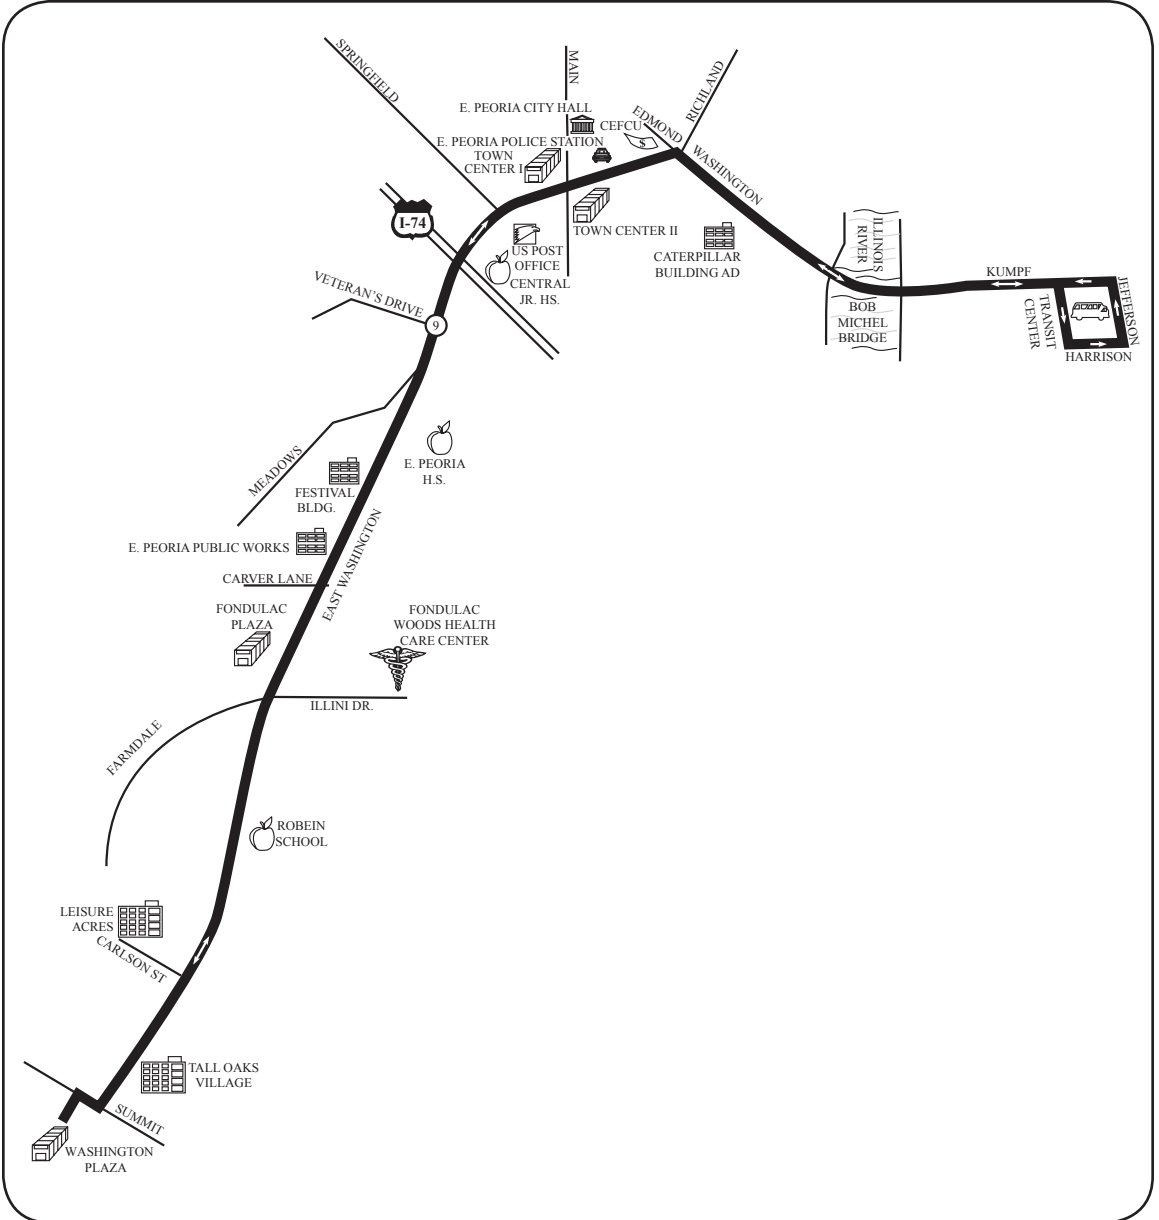 SPRINGFIELD
MAIN
RICHLAND
E. PEORIA CITY HALL
EDMOND
CEFCU
$
E. PEORIA POLICE STATION
TOWN
CENTER I
WASHINGTON
I-74
TOWN CENTER II
US POST
OFFICE
CENTRAL
JR. HS.
CATERPILLAR
BUILDING AD
ILLINOIS
RIVER
KUMPF
VETERAN'S DRIVE
9
BOB
MICHEL
BRIDGE
TRANSIT
CENTER
JEFFERSON
HARRISON
MEADOWS
E. PEORIA
H.S.
FESTIVAL
BLDG.
E. PEORIA PUBLIC WORKS
EAST WASHINGTON
CARVER LANE
FONDULAC
PLAZA
FONDULAC
WOODS HEALTH
CARE CENTER
ILLINI DR.
FARMDALE
ROBEIN
SCHOOL
LEISURE
ACRES
CARLSON ST
TALL OAKS
VILLAGE
SUMMIT
WASHINGTON
PLAZA